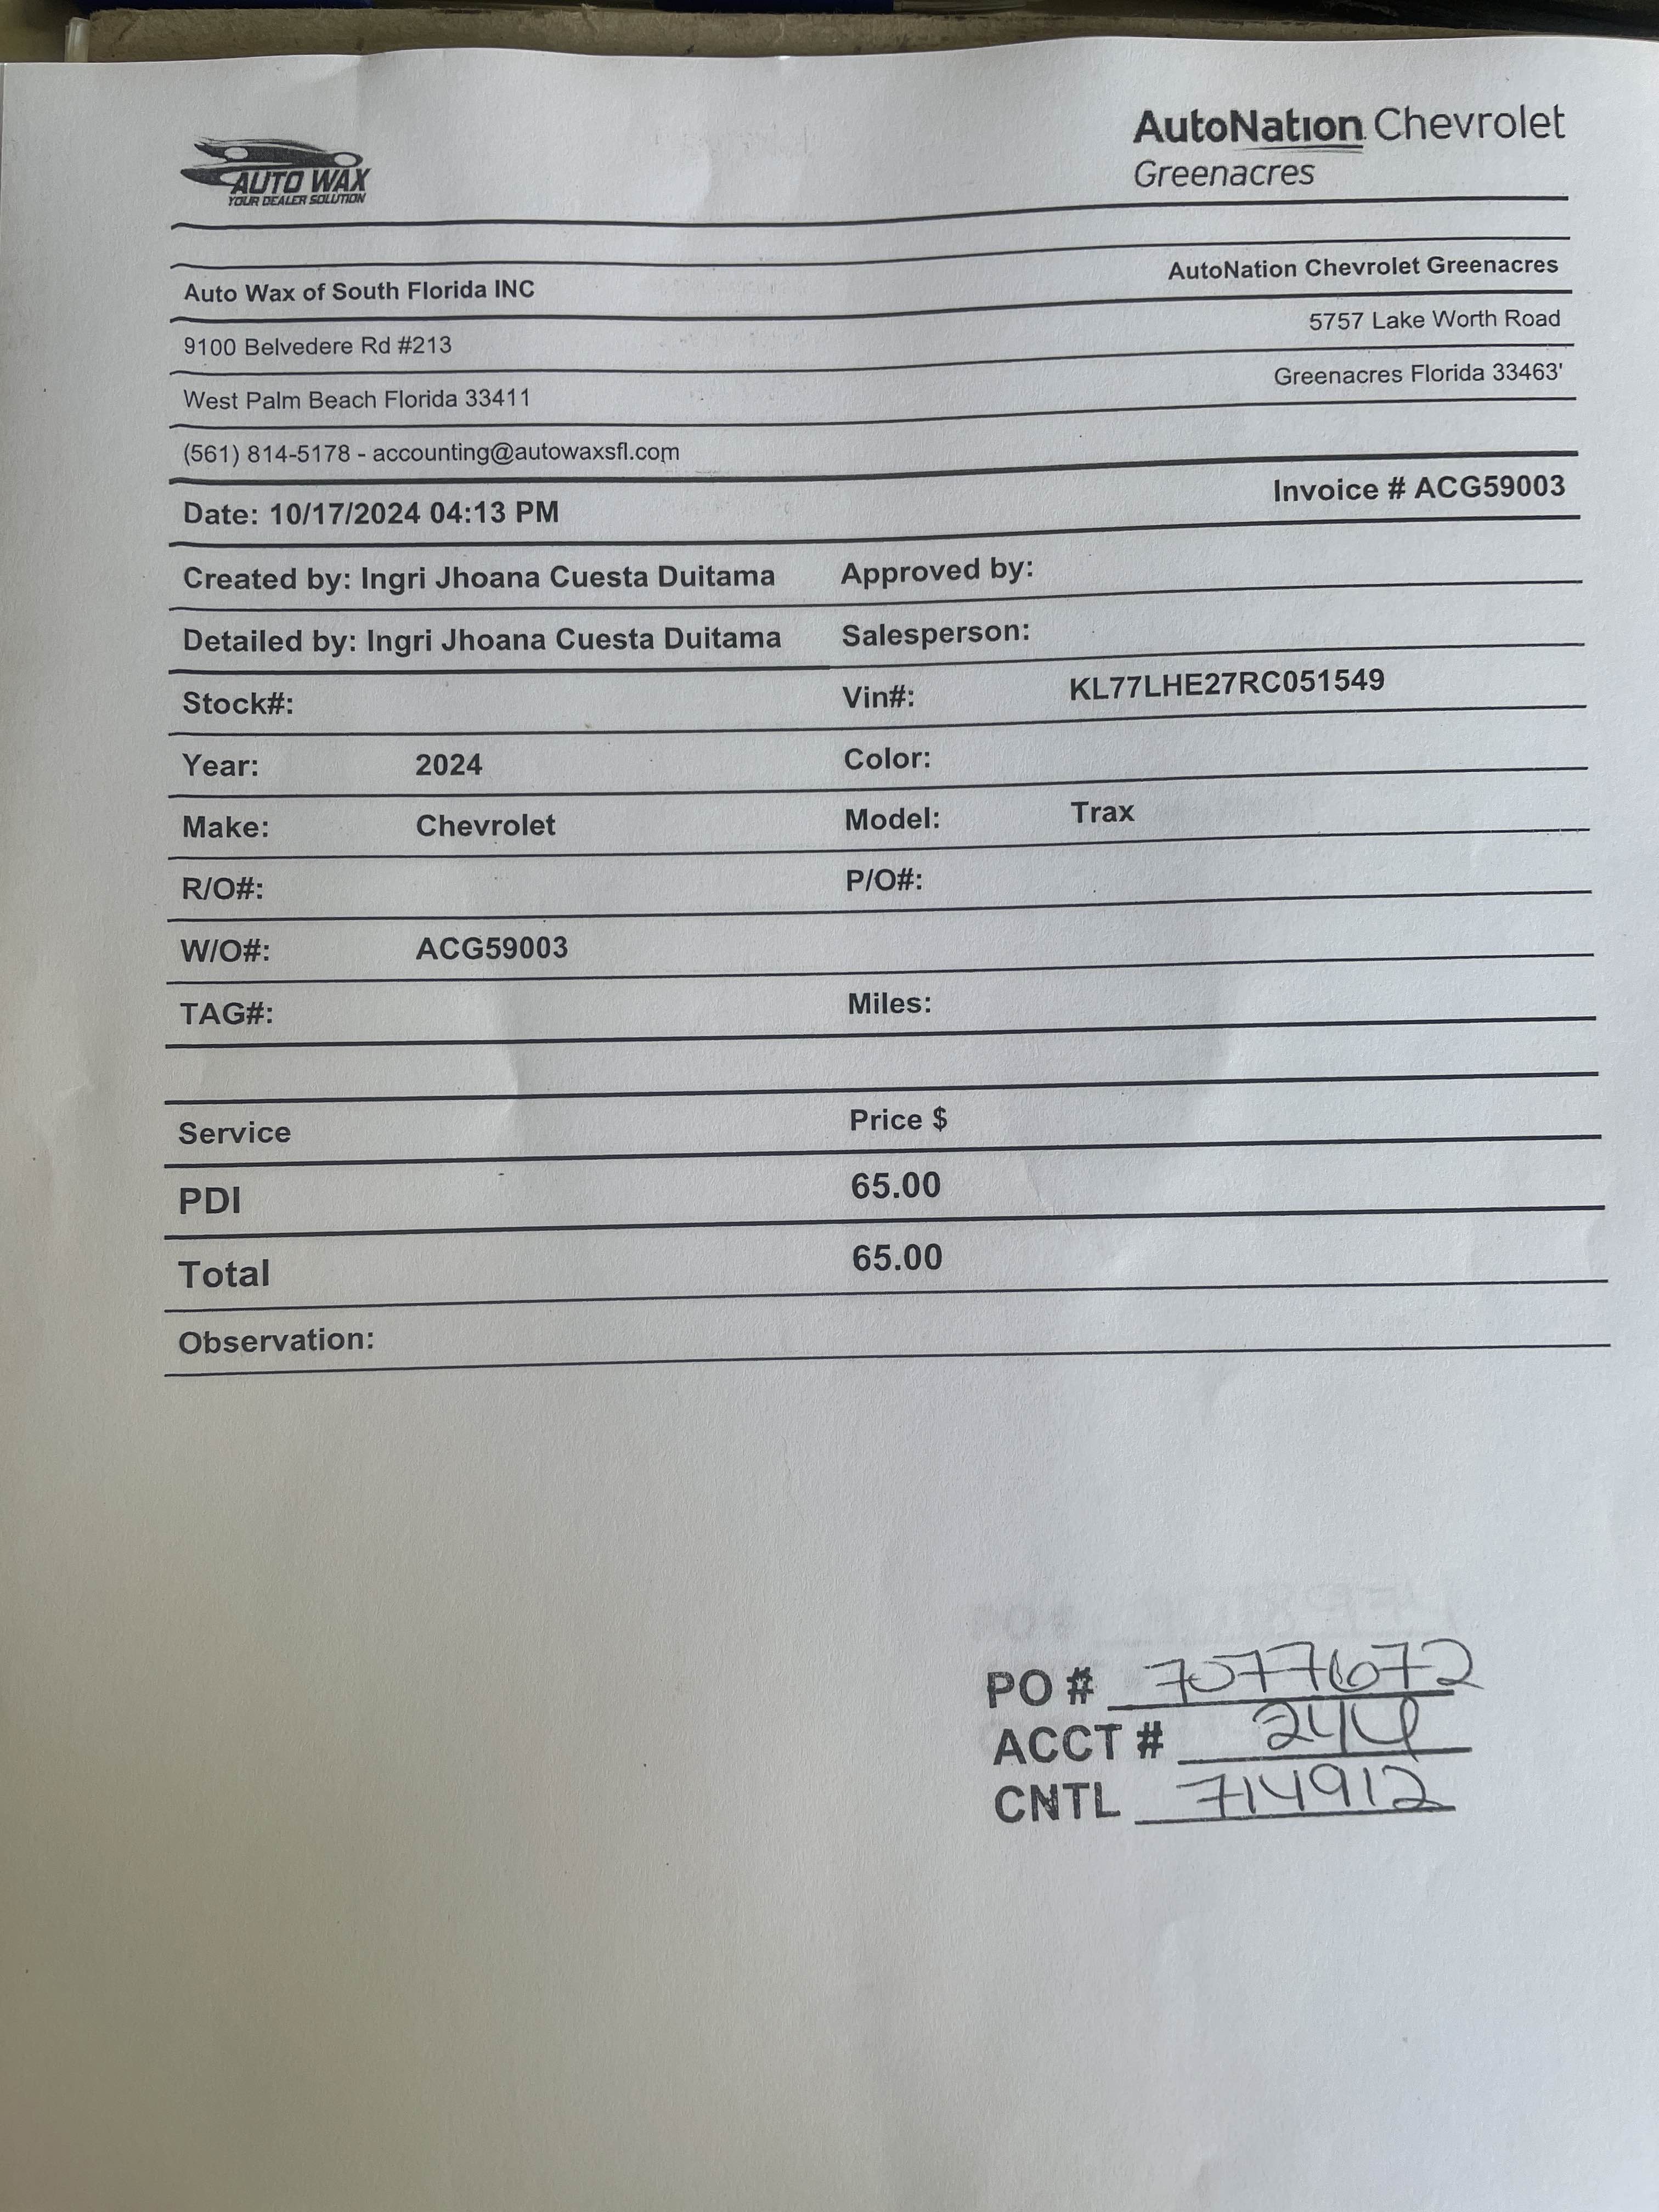 AUTO WAX
YOUR DEALER SOLUTION
AutoNation Chevrolet
Greenacres
Auto Wax of South Florida INC
AutoNation Chevrolet Greenacres
9100 Belvedere Rd #213
5757 Lake Worth Road
West Palm Beach Florida 33411
Greenacres Florida 33463'
(561) 814-5178 - accounting@autowaxsfl.com
Date: 10/17/2024 04:13 PM
Invoice # ACG59003
Created by: Ingri Jhoana Cuesta Duitama Approved by:
Detailed by: Ingri Jhoana Cuesta Duitama Salesperson:
Stock#: Vin#: KL77LHE27RC051549
Year: 2024 Color:
Make: Chevrolet Model: Trax
R/O#: P/O#:
W/O#: ACG59003
TAG#: Miles:
Service Price $
PDI 65.00
Total 65.00
Observation:
PO # 7077672
ACCT # 244
CNTL 714912